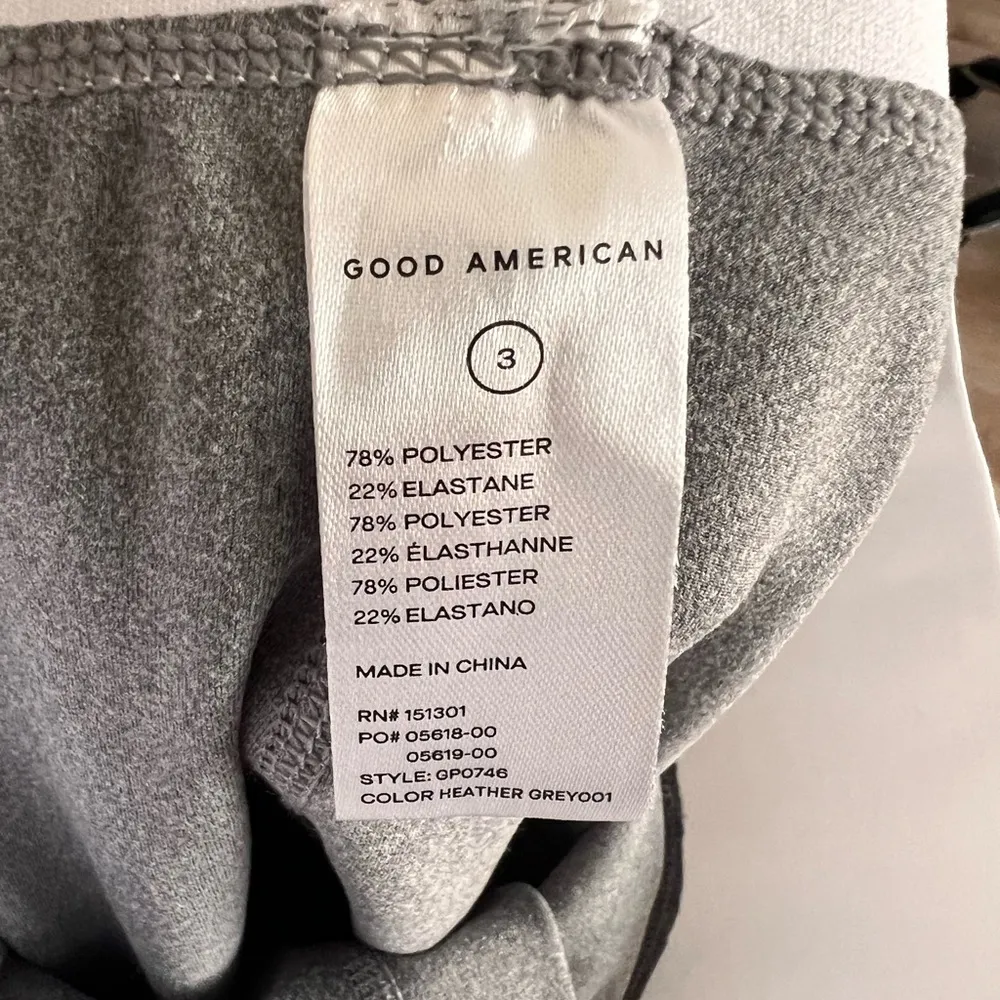 GOOD AMERICAN
3
78% POLYESTER
22% ELASTANE
78% POLYESTER
22% ÉLASTHANNE
78% POLIESTER
22% ELASTANO
MADE IN CHINA
RN# 151301
PO# 05618-00
05619-00
STYLE: GP0746
COLOR HEATHER GREY001